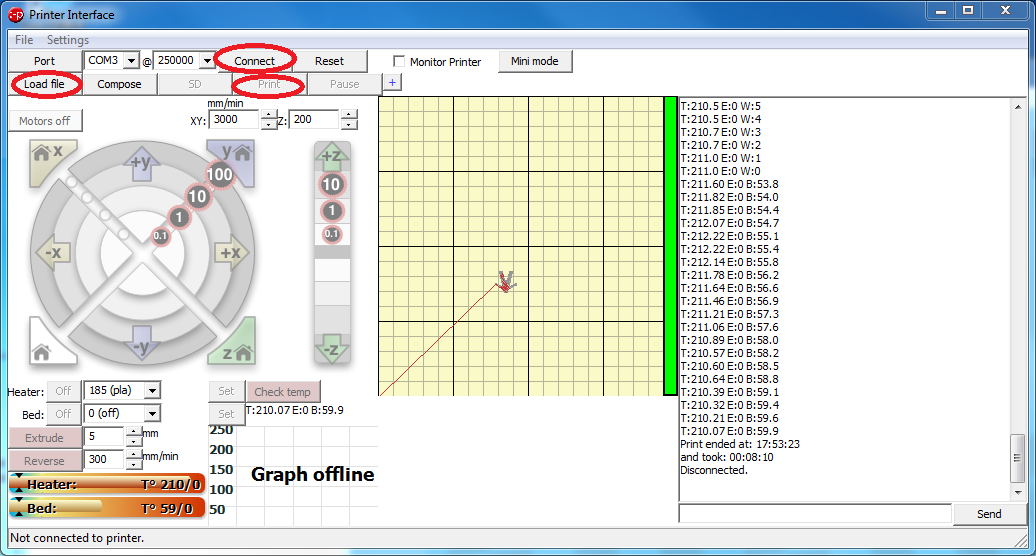 Printer Interface
File Settings
Port COM3 @ 250000 Connect Reset Monitor Printer Mini mode
Load file Compose SD Print Pause +
mm/min
Motors off XY: 3000 Z: 200
x +y y 100 +z
10 10
1 1
0.1 0.1
-x +x
-y z -z
Heater: Off 185 (pla) Set Check temp
Bed: Off 0 (off) Set T:210.07 E:0 B:59.9
Extrude 5 mm
Reverse 300 mm/min
250
200
150
100
50
Graph offline
Heater: T° 210/0
Bed: T° 59/0
T:210.5 E:0 W:5
T:210.5 E:0 W:4
T:210.7 E:0 W:3
T:210.7 E:0 W:2
T:211.0 E:0 W:1
T:211.0 E:0 W:0
T:211.60 E:0 B:53.8
T:211.82 E:0 B:54.0
T:211.85 E:0 B:54.4
T:212.07 E:0 B:54.7
T:212.22 E:0 B:55.1
T:212.22 E:0 B:55.4
T:212.14 E:0 B:55.8
T:211.78 E:0 B:56.2
T:211.64 E:0 B:56.6
T:211.46 E:0 B:56.9
T:211.21 E:0 B:57.3
T:211.06 E:0 B:57.6
T:210.89 E:0 B:58.0
T:210.57 E:0 B:58.2
T:210.60 E:0 B:58.5
T:210.64 E:0 B:58.8
T:210.39 E:0 B:59.1
T:210.32 E:0 B:59.4
T:210.21 E:0 B:59.6
T:210.07 E:0 B:59.9
Print ended at: 17:53:23
and took: 00:08:10
Disconnected.
Send
Not connected to printer.